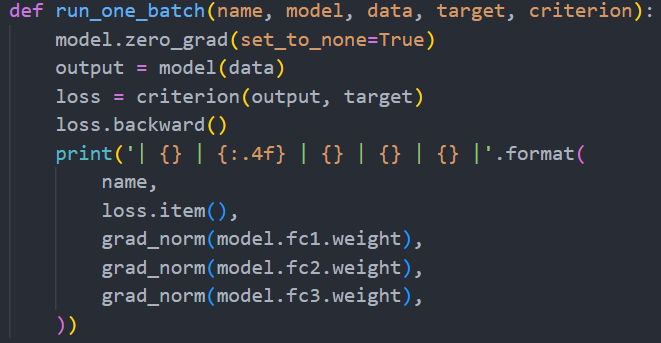 def run_one_batch(name, model, data, target, criterion):
    model.zero_grad(set_to_none=True)
    output = model(data)
    loss = criterion(output, target)
    loss.backward()
    print('| {} | {:.4f} | {} | {} | {} |'.format(
        name,
        loss.item(),
        grad_norm(model.fc1.weight),
        grad_norm(model.fc2.weight),
        grad_norm(model.fc3.weight),
    ))